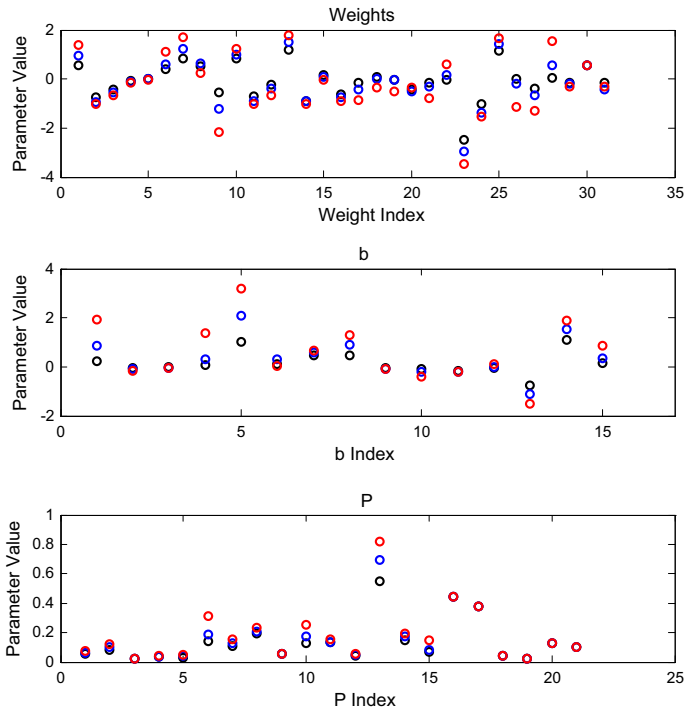 Weights
2
0
-2
-4
Parameter Value
0 5 10 15 20 25 30 35
Weight Index
b
4
2
0
-2
Parameter Value
0 5 10 15
b Index
P
1
0.8
0.6
0.4
0.2
0
Parameter Value
0 5 10 15 20 25
P Index